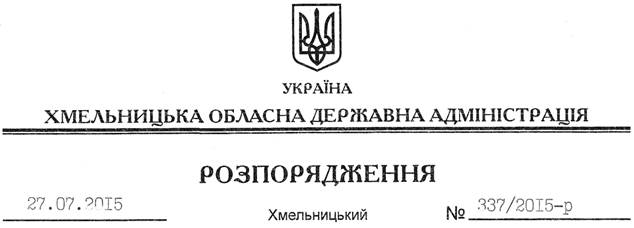 УКРАЇНА
ХМЕЛЬНИЦЬКА ОБЛАСНА ДЕРЖАВНА АДМІНІСТРАЦІЯ
РОЗПОРЯДЖЕННЯ
27.07.2015 Хмельницький № 337/2015-р